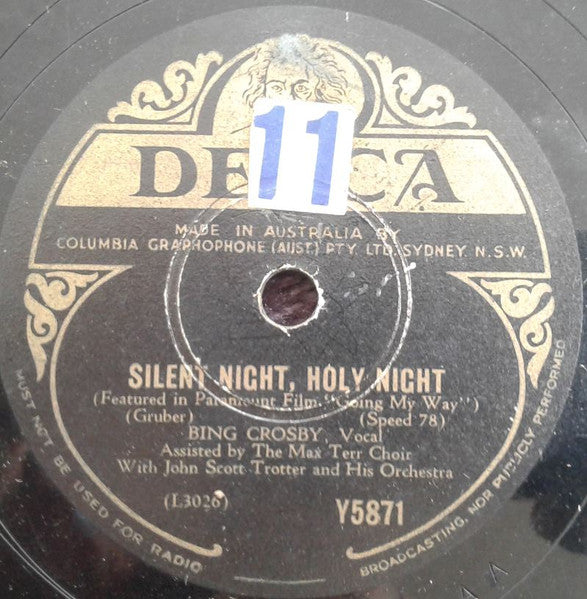 DECCA
11
MADE IN AUSTRALIA BY
COLUMBIA GRAPHOPHONE (AUST.) PTY. LTD. SYDNEY. N.S.W.
SILENT NIGHT, HOLY NIGHT
(Featured in Paramount Film "Going My Way")
(Gruber) (Speed 78)
BING CROSBY, Vocal
Assisted by The Max Terr Choir
With John Scott Trotter and His Orchestra
(L3026) Y5871
MUST NOT BE USED FOR RADIO
BROADCASTING, NOR PUBLICLY PERFORMED